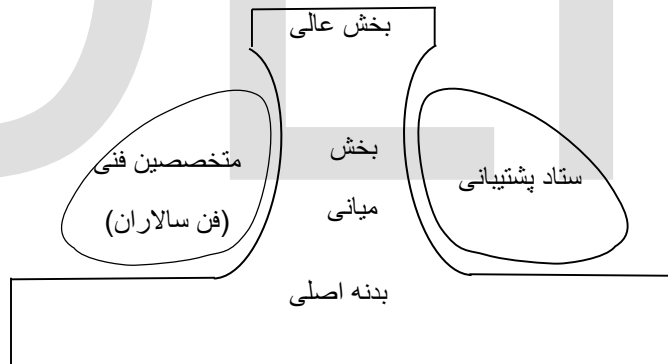 بخش عالی
متخصصین فنی
(فن سالاران)
بخش
میانی
ستاد پشتیبانی
بدنه اصلی